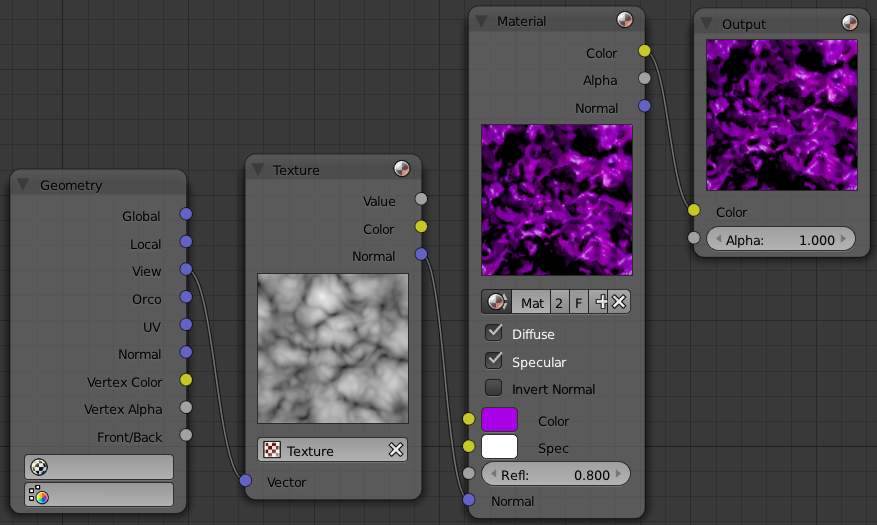 Geometry
Global
Local
View
Orco
UV
Normal
Vertex Color
Vertex Alpha
Front/Back
Texture
Value
Color
Normal
Texture
Vector
Material
Color
Alpha
Normal
Mat 2 F
Diffuse
Specular
Invert Normal
Color
Spec
Refl: 0.800
Normal
Output
Color
Alpha: 1.000